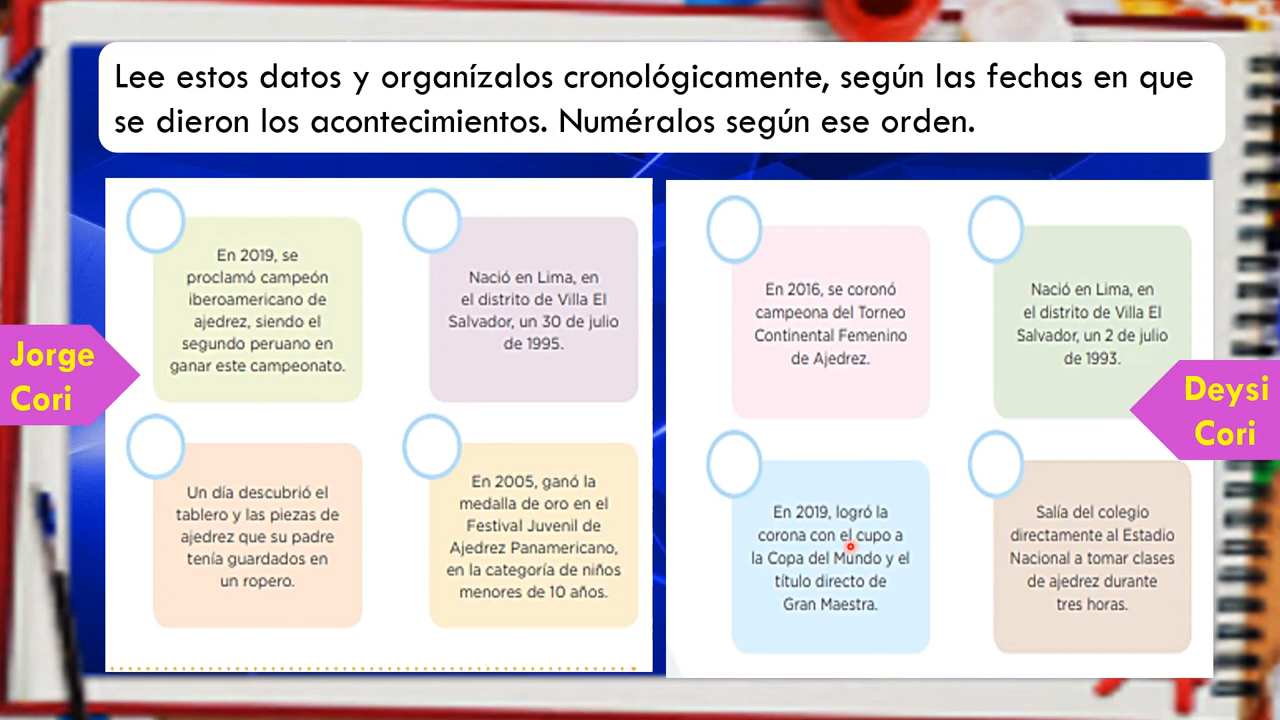 Lee estos datos y organízalos cronológicamente, según las fechas en que
se dieron los acontecimientos. Numéralos según ese orden.
Jorge
Cori
En 2019, se
proclamó campeón
iberoamericano de
ajedrez, siendo el
segundo peruano en
ganar este campeonato.
Nació en Lima, en
el distrito de Villa El
Salvador, un 30 de julio
de 1995.
Un día descubrió el
tablero y las piezas de
ajedrez que su padre
tenía guardados en
un ropero.
En 2005, ganó la
medalla de oro en el
Festival Juvenil de
Ajedrez Panamericano,
en la categoría de niños
menores de 10 años.
En 2016, se coronó
campeona del Torneo
Continental Femenino
de Ajedrez.
Nació en Lima, en
el distrito de Villa El
Salvador, un 2 de julio
de 1993.
En 2019, logró la
corona con el cupo a
la Copa del Mundo y el
título directo de
Gran Maestra.
Salía del colegio
directamente al Estadio
Nacional a tomar clases
de ajedrez durante
tres horas.
Deysi
Cori